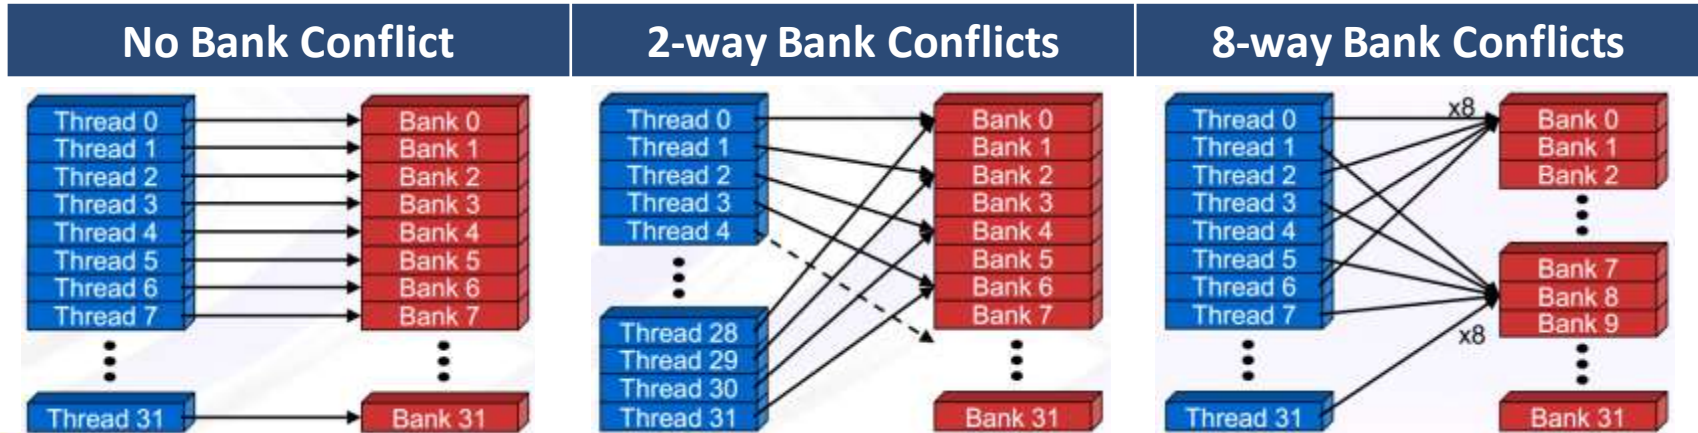 No Bank Conflict
2-way Bank Conflicts
8-way Bank Conflicts
Thread 0
Thread 1
Thread 2
Thread 3
Thread 4
Thread 5
Thread 6
Thread 7
Thread 31
Bank 0
Bank 1
Bank 2
Bank 3
Bank 4
Bank 5
Bank 6
Bank 7
Bank 31
Thread 0
Thread 1
Thread 2
Thread 3
Thread 4
Thread 28
Thread 29
Thread 30
Thread 31
Bank 0
Bank 1
Bank 2
Bank 3
Bank 4
Bank 5
Bank 6
Bank 7
Bank 31
Thread 0
Thread 1
Thread 2
Thread 3
Thread 4
Thread 5
Thread 6
Thread 7
Thread 31
x8
x8
Bank 0
Bank 1
Bank 2
Bank 7
Bank 8
Bank 9
Bank 31